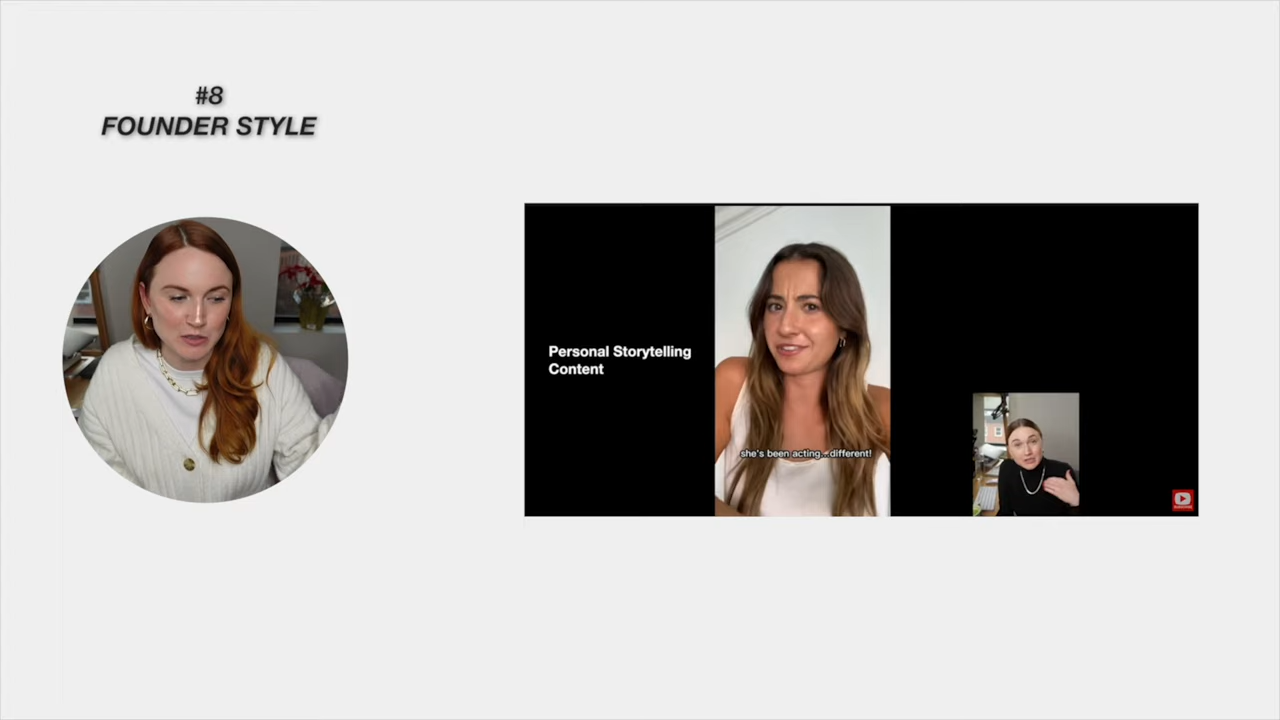 #8
FOUNDER STYLE
Personal Storytelling
Content
she's been acting...different!